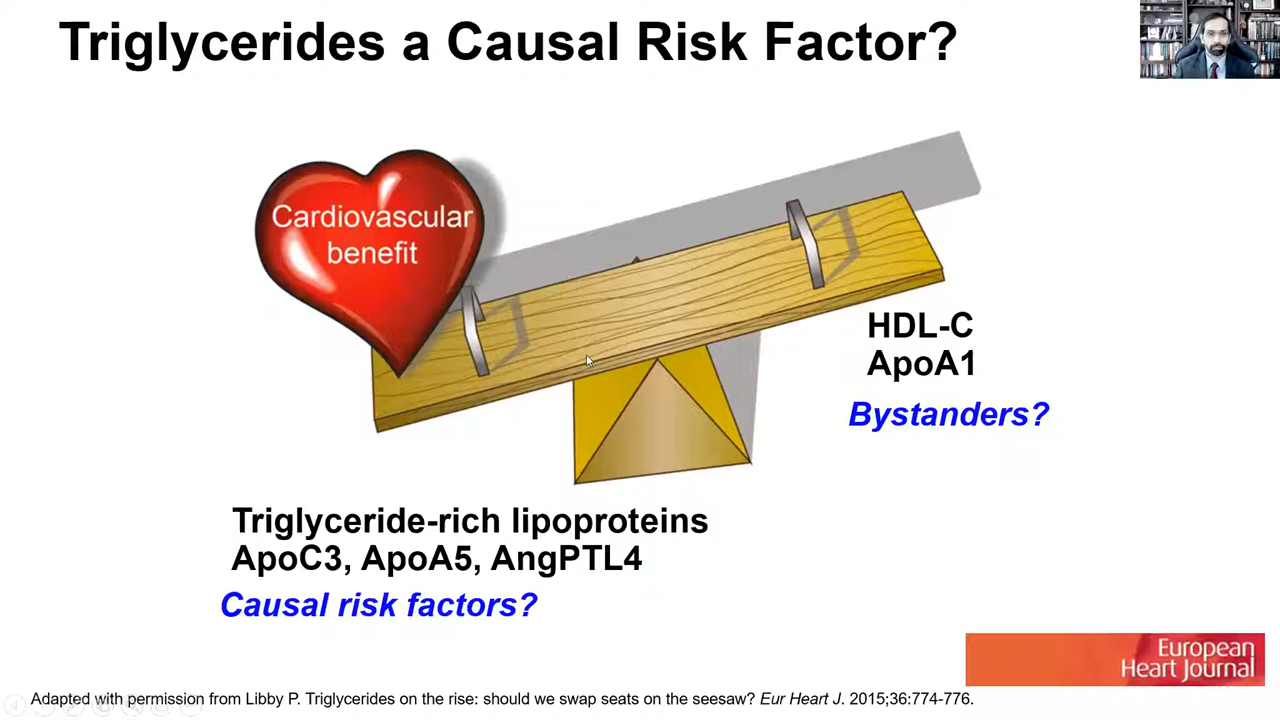 Triglycerides a Causal Risk Factor?
Cardiovascular
benefit
HDL-C
ApoA1
Bystanders?
Triglyceride-rich lipoproteins
ApoC3, ApoA5, AngPTL4
Causal risk factors?
European
Heart Journal
Adapted with permission from Libby P. Triglycerides on the rise: should we swap seats on the seesaw? Eur Heart J. 2015;36:774-776.